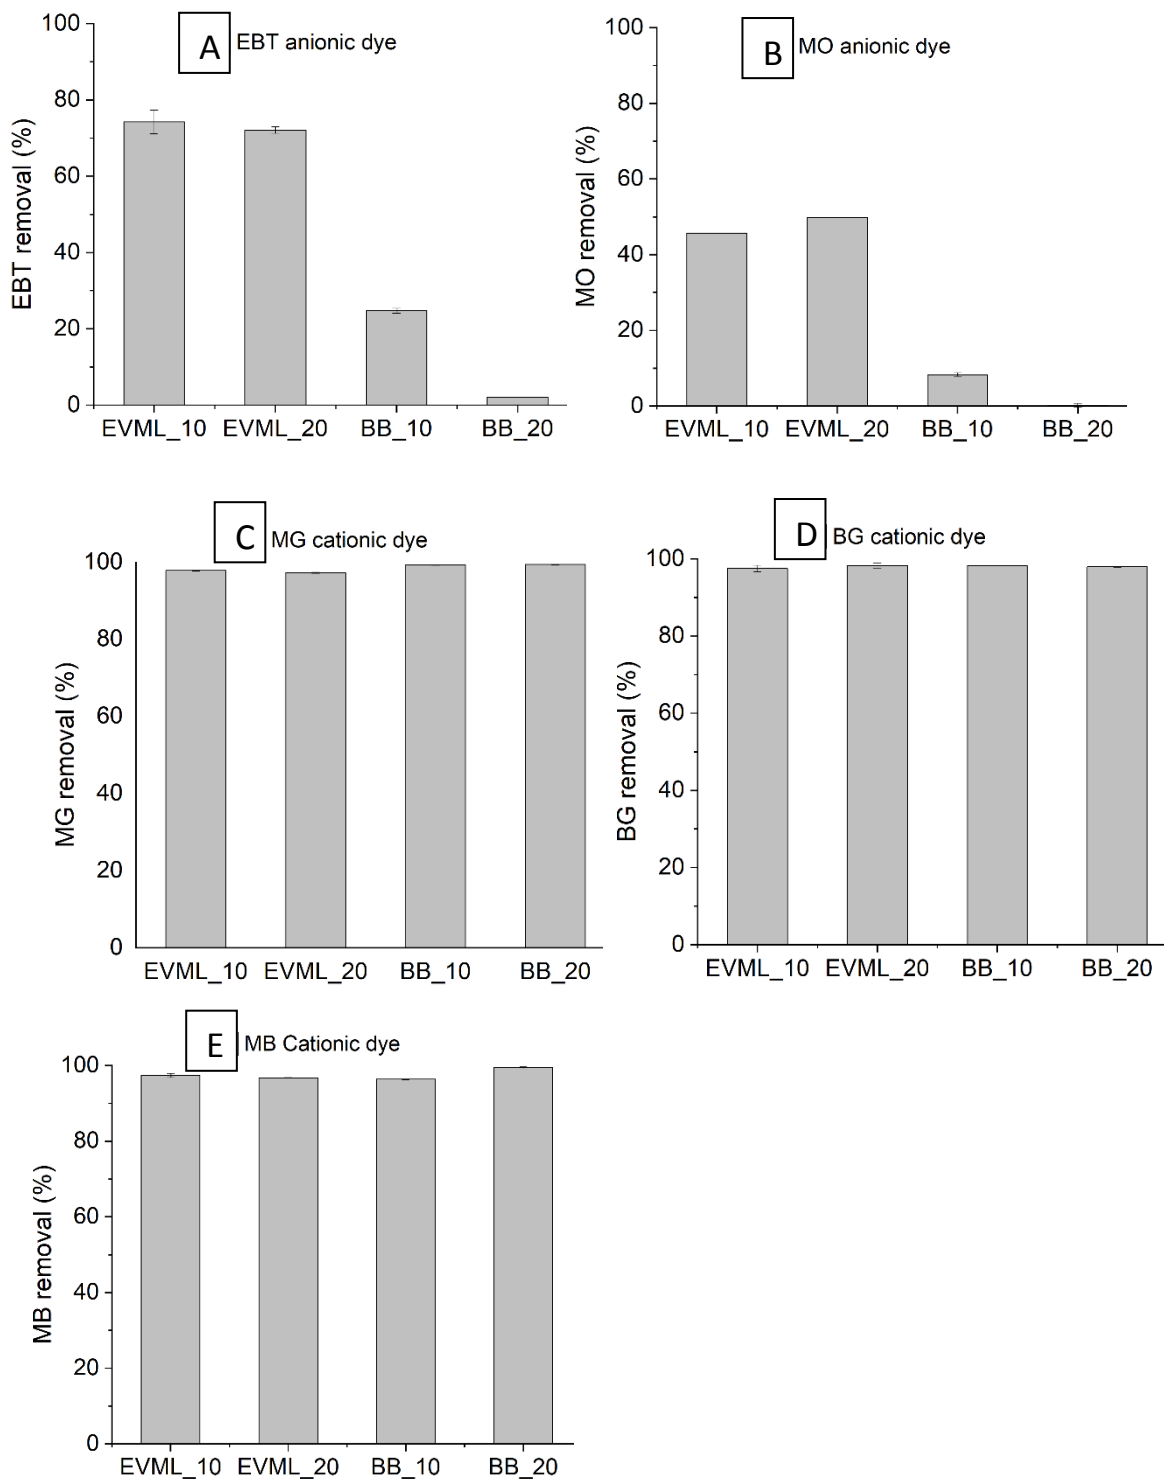 A
EBT anionic dye
EBT removal (%)
100
80
60
40
20
0
EVML_10 EVML_20 BB_10 BB_20
B
MO anionic dye
MO removal (%)
100
80
60
40
20
0
EVML_10 EVML_20 BB_10 BB_20
C
MG cationic dye
MG removal (%)
100
80
60
40
20
0
EVML_10 EVML_20 BB_10 BB_20
D
BG cationic dye
BG removal (%)
100
80
60
40
20
0
EVML_10 EVML_20 BB_10 BB_20
E
MB Cationic dye
MB removal (%)
100
80
60
40
20
0
EVML_10 EVML_20 BB_10 BB_20